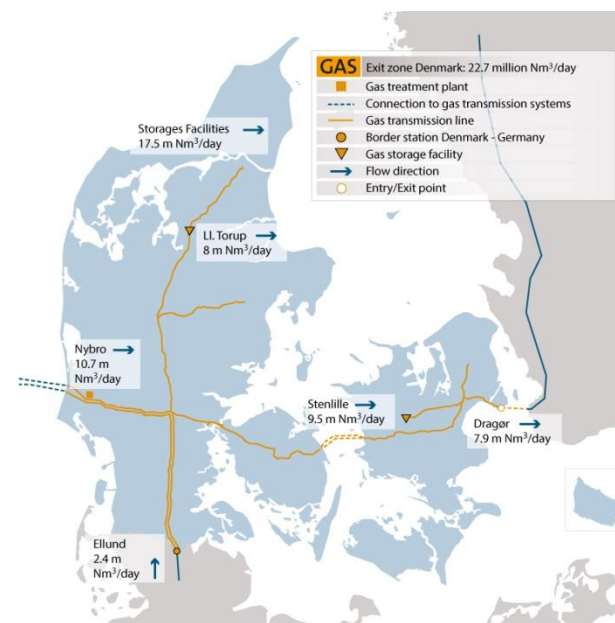 GAS Exit zone Denmark: 22.7 million Nm³/day
Gas treatment plant
Connection to gas transmission systems
Gas transmission line
Border station Denmark - Germany
Gas storage facility
Flow direction
Entry/Exit point
Storages Facilities
17.5 m Nm³/day
Ll. Torup
8 m Nm³/day
Nybro
10.7 m
Nm³/day
Stenlille
9.5 m Nm³/day
Dragør
7.9 m Nm³/day
Ellund
2.4 m
Nm³/day